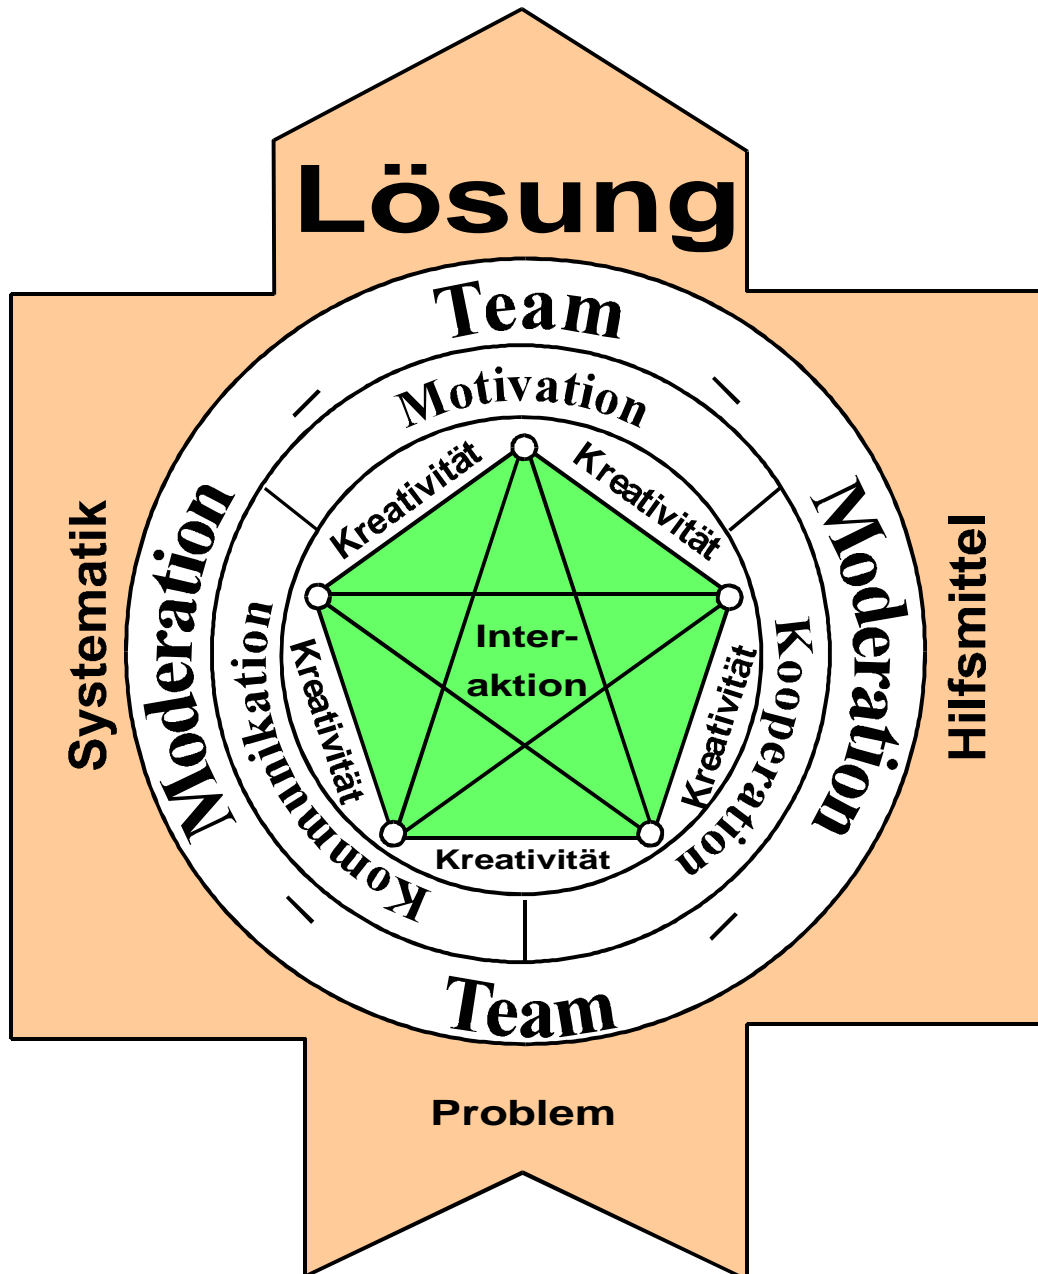 Lösung
Team
Motivation
Kreativität
Kreativität
Systematik
Moderation
Kommunikation
Kreativität
Inter-
aktion
Kreativität
Kooperation
Moderation
Hilfsmittel
Kreativität
Team
Problem